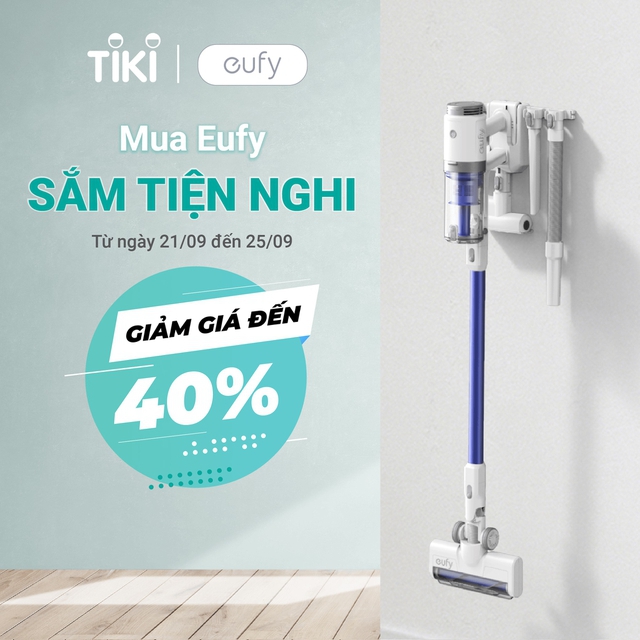 TIKI | eufy
Mua Eufy
SẮM TIỆN NGHI
Từ ngày 21/09 đến 25/09
GIẢM GIÁ ĐẾN
40%
eufy
eufy